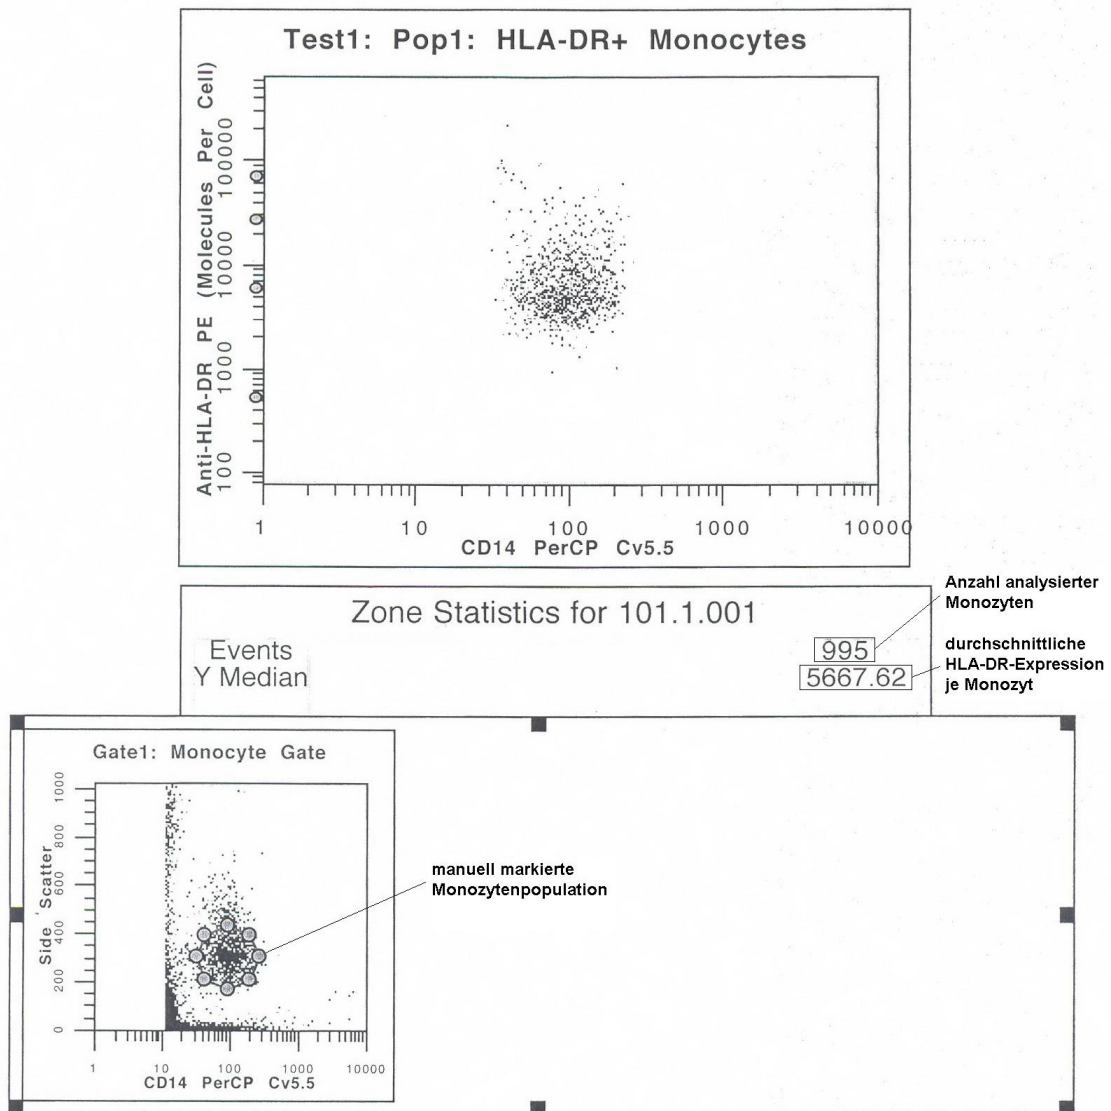 Test1: Pop1: HLA-DR+ Monocytes
Anti-HLA-DR PE (Molecules Per Cell)
100000
10000
1000
100
1 10 100 1000 10000
CD14 PerCP Cv5.5
Anzahl analysierter
Monozyten
Zone Statistics for 101.1.001
Events 995
Y Median 5667.62
durchschnittliche
HLA-DR-Expression
je Monozyt
Gate1: Monocyte Gate
Side Scatter
1000
800
600
400
200
0
1 10 100 1000 10000
CD14 PerCP Cv5.5
manuell markierte
Monozytenpopulation